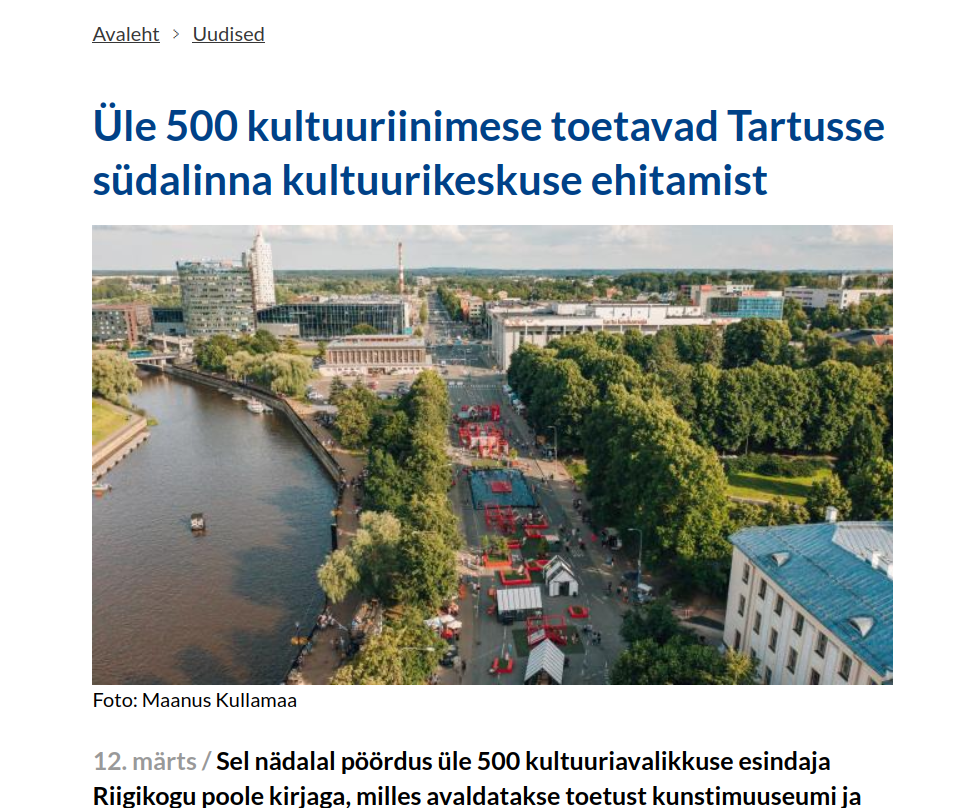 Avaleht > Uudised
Üle 500 kultuuriinimese toetavad Tartusse
südalinna kultuurikeskuse ehitamist
Foto: Maanus Kullamaa
12. märts / Sel nädalal pöördus üle 500 kultuuriavalikkuse esindaja
Riigikogu poole kirjaga, milles avaldatakse toetust kunstimuuseumi ja